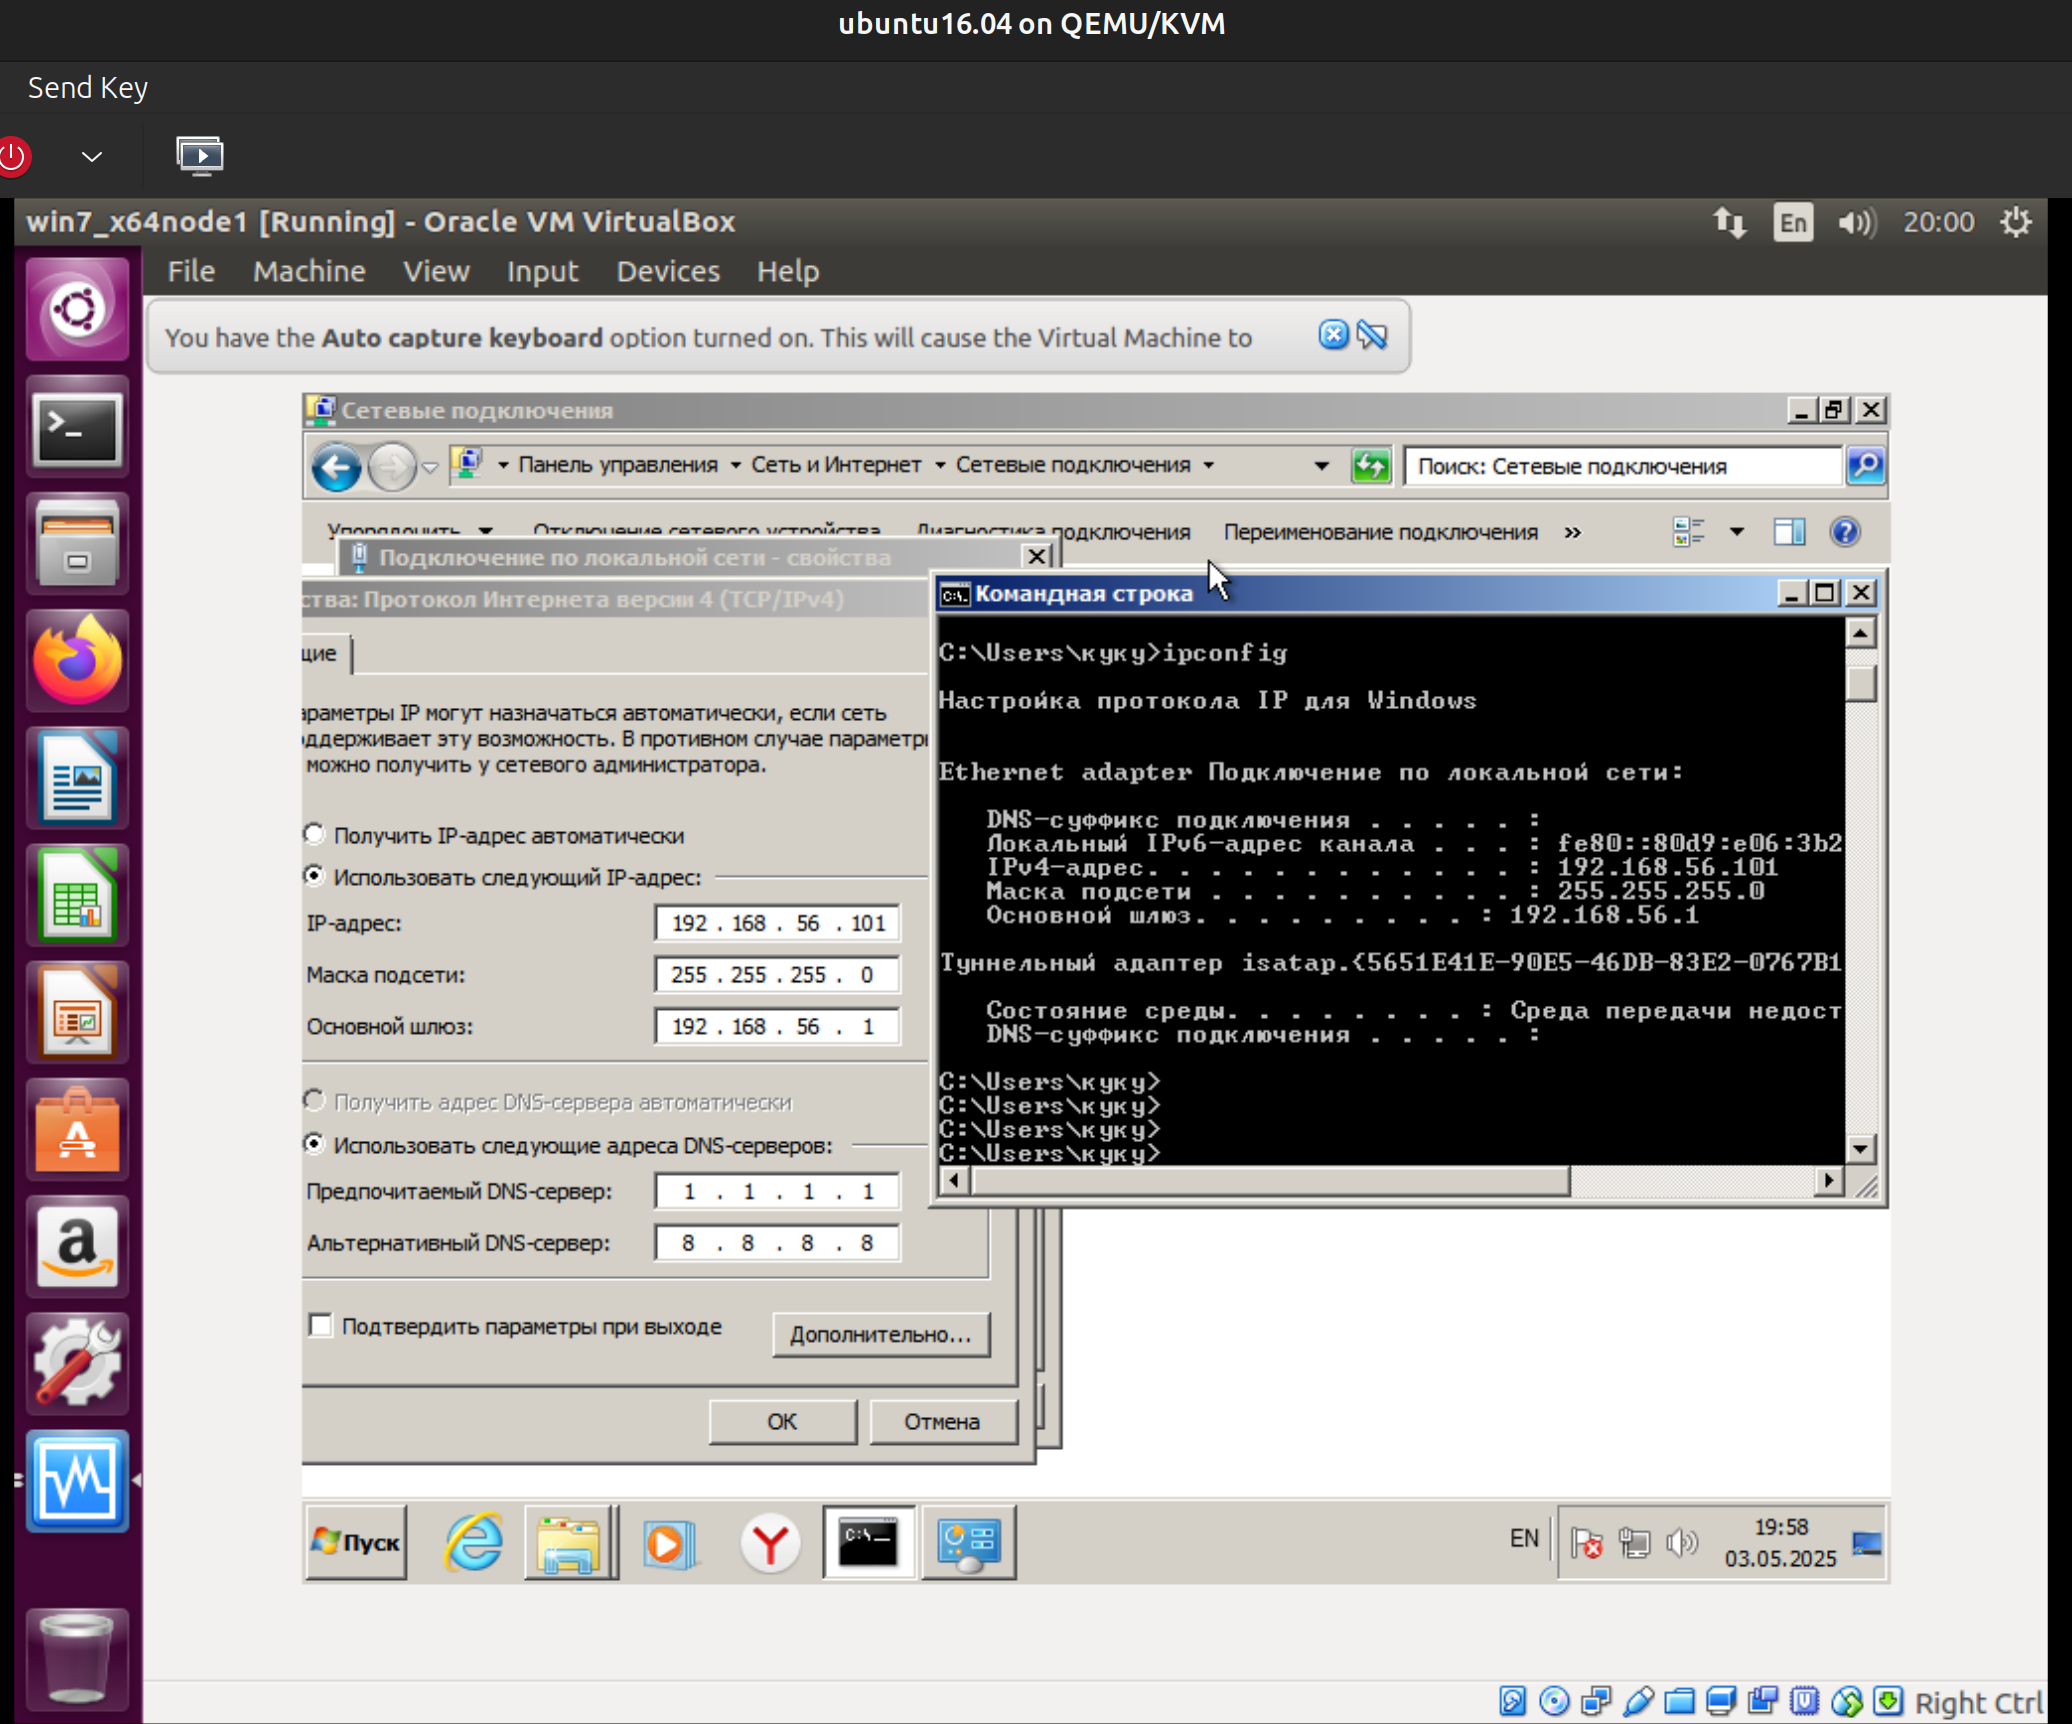 ubuntu16.04 on QEMU/KVM
Send Key
win7_x64node1 [Running] - Oracle VM VirtualBox
En
20:00
File Machine View Input Devices Help
You have the Auto capture keyboard option turned on. This will cause the Virtual Machine to
Сетевые подключения
Панель управления Сеть и Интернет Сетевые подключения
Поиск: Сетевые подключения
Упорядочить Отключение сетевого устройства Диагностика подключения Переименование подключения »
Подключение по локальной сети - свойства
ства: Протокол Интернета версии 4 (TCP/IPv4)
щие
араметры IP могут назначаться автоматически, если сеть
оддерживает эту возможность. В противном случае параметры
можно получить у сетевого администратора.
Получить IP-адрес автоматически
Использовать следующий IP-адрес:
IP-адрес: 192 . 168 . 56 . 101
Маска подсети: 255 . 255 . 255 . 0
Основной шлюз: 192 . 168 . 56 . 1
Получить адрес DNS-сервера автоматически
Использовать следующие адреса DNS-серверов:
Предпочитаемый DNS-сервер: 1 . 1 . 1 . 1
Альтернативный DNS-сервер: 8 . 8 . 8 . 8
Подтвердить параметры при выходе
Дополнительно...
ОК Отмена
Командная строка
C:\Users\куку>ipconfig
Настройка протокола IP для Windows
Ethernet adapter Подключение по локальной сети:
DNS-суффикс подключения . . . . . :
Локальный IPv6-адрес канала . . . : fe80::80d9:e06:3b2
IPv4-адрес. . . . . . . . . . . . : 192.168.56.101
Маска подсети . . . . . . . . . . : 255.255.255.0
Основной шлюз. . . . . . . . . : 192.168.56.1
Туннельный адаптер isatap.{5651E41E-90E5-46DB-83E2-0767B1
Состояние среды. . . . . . . . : Среда передачи недост
DNS-суффикс подключения . . . . . :
C:\Users\куку>
C:\Users\куку>
C:\Users\куку>
C:\Users\куку>
Пуск
EN
19:58
03.05.2025
Right Ctrl